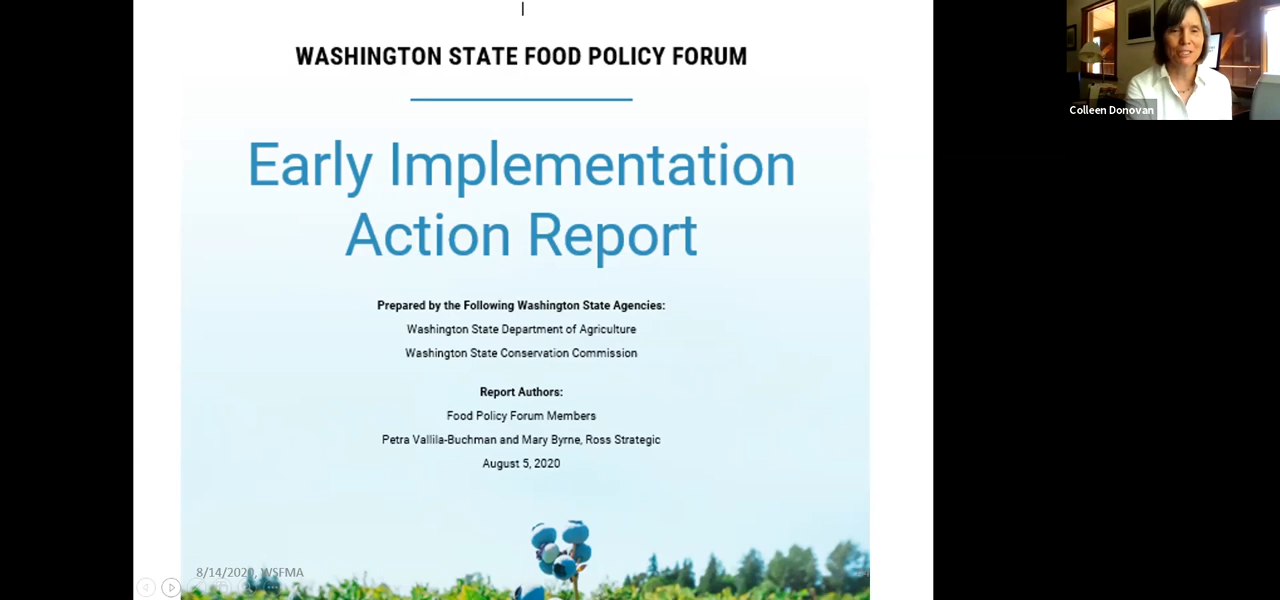 WASHINGTON STATE FOOD POLICY FORUM
Early Implementation
Action Report
Prepared by the Following Washington State Agencies:
Washington State Department of Agriculture
Washington State Conservation Commission
Report Authors:
Food Policy Forum Members
Petra Vallila-Buchman and Mary Byrne, Ross Strategic
August 5, 2020
8/14/2020, WSFMA
Colleen Donovan